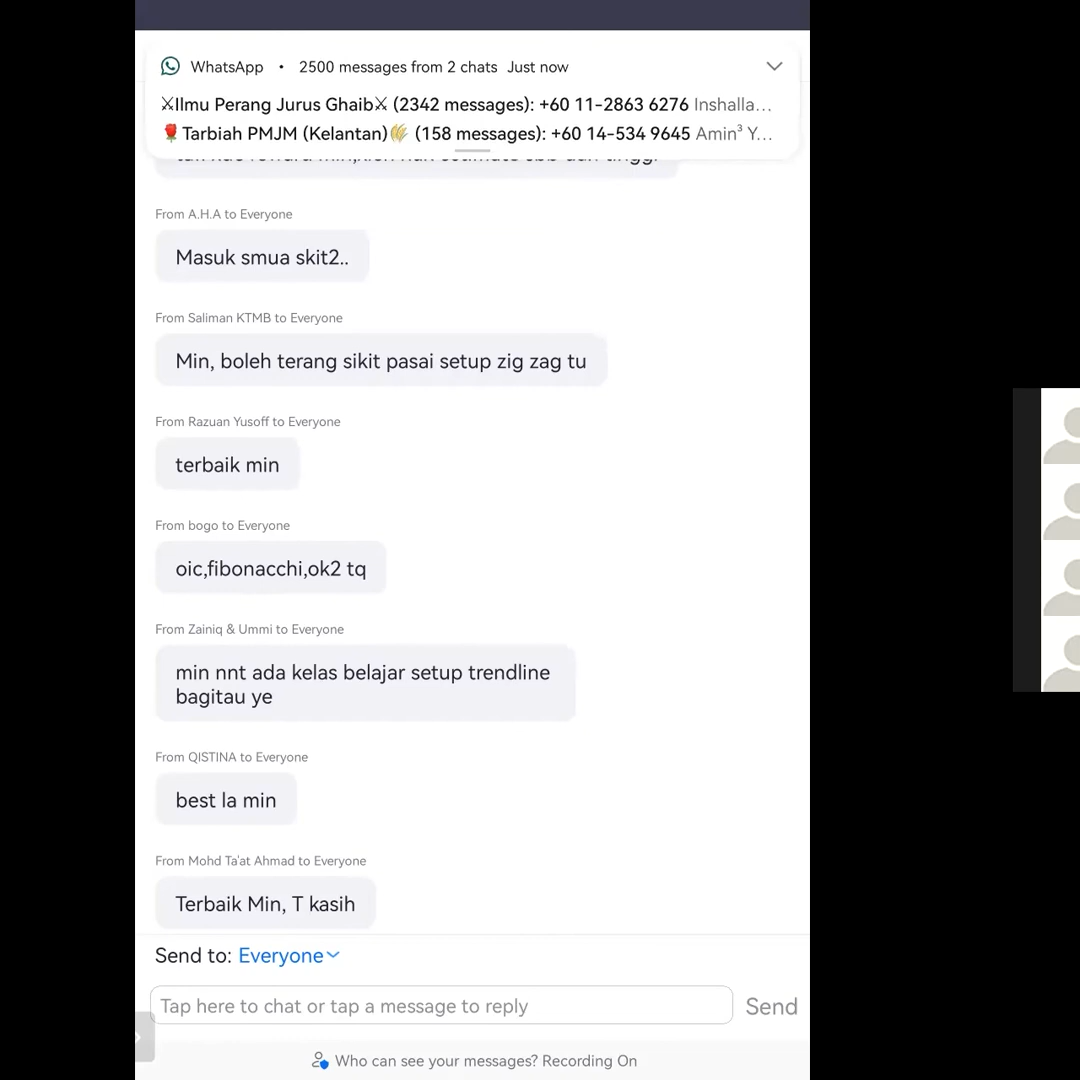 WhatsApp • 2500 messages from 2 chats Just now
⚔Ilmu Perang Jurus Ghaib⚔ (2342 messages): +60 11-2863 6276 Inshalla...
🌹Tarbiah PMJM (Kelantan)🌾 (158 messages): +60 14-534 9645 Amin³ Y...
From A.H.A to Everyone
Masuk smua skit2..
From Saliman KTMB to Everyone
Min, boleh terang sikit pasai setup zig zag tu
From Razuan Yusoff to Everyone
terbaik min
From bogo to Everyone
oic,fibonacchi,ok2 tq
From Zainiq & Ummi to Everyone
min nnt ada kelas belajar setup trendline
bagitau ye
From QISTINA to Everyone
best la min
From Mohd Ta'at Ahmad to Everyone
Terbaik Min, T kasih
Send to: Everyone
Tap here to chat or tap a message to reply
Send
Who can see your messages? Recording On